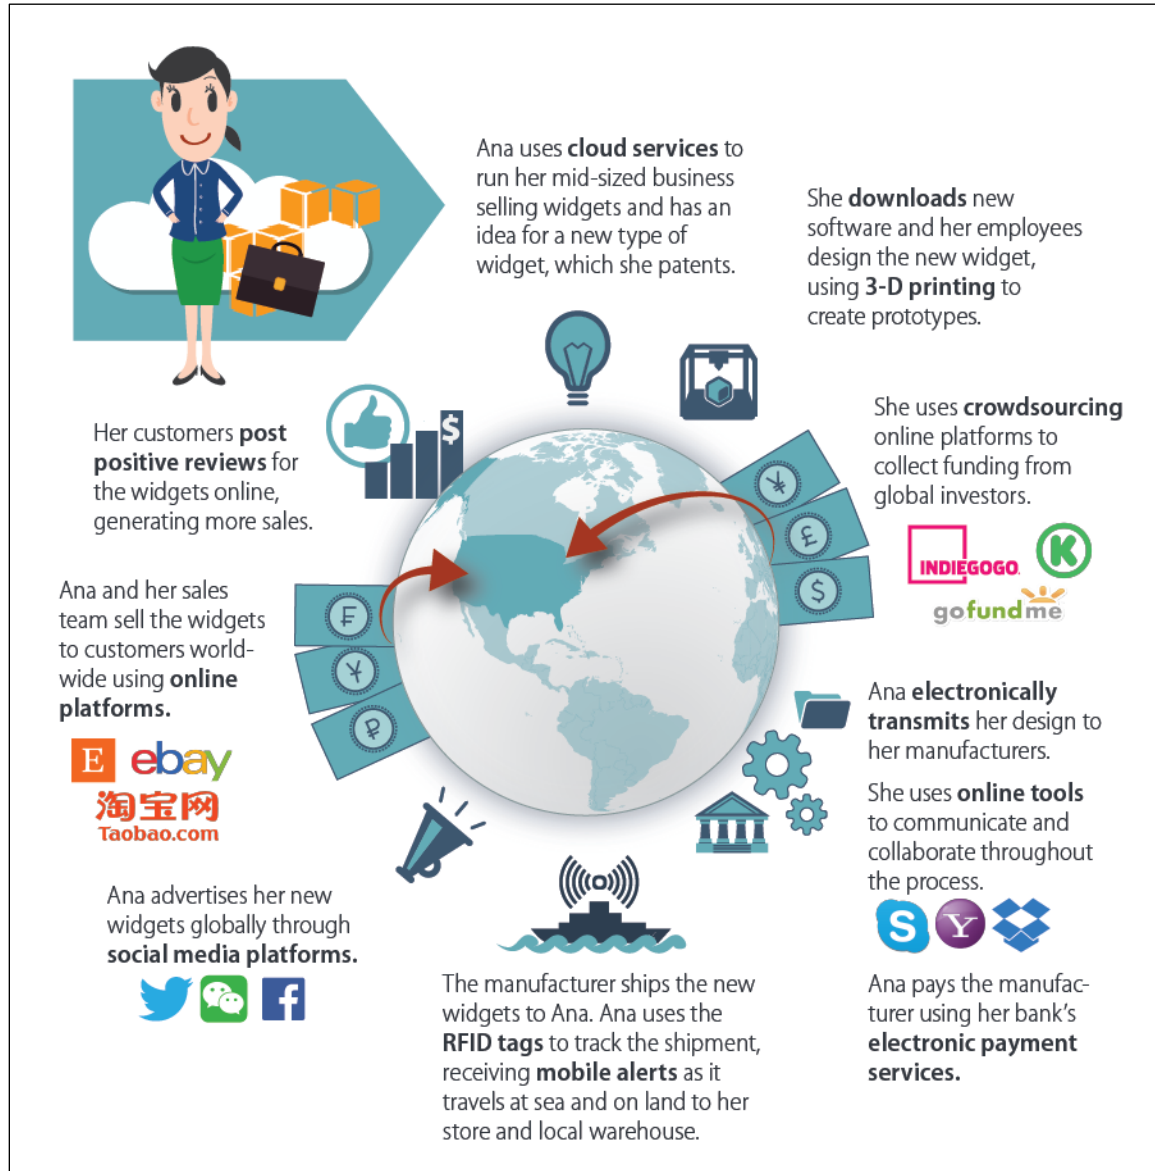 Ana uses cloud services to
run her mid-sized business
selling widgets and has an
idea for a new type of
widget, which she patents.
She downloads new
software and her employees
design the new widget,
using 3-D printing to
create prototypes.
She uses crowdsourcing
online platforms to
collect funding from
global investors.
INDIEGOGO.
K
gofundme
¥
£
$
Ana electronically
transmits her design to
her manufacturers.
She uses online tools
to communicate and
collaborate throughout
the process.
S
Y
Ana pays the manufac-
turer using her bank's
electronic payment
services.
The manufacturer ships the new
widgets to Ana. Ana uses the
RFID tags to track the shipment,
receiving mobile alerts as it
travels at sea and on land to her
store and local warehouse.
Ana advertises her new
widgets globally through
social media platforms.
f
Ana and her sales
team sell the widgets
to customers world-
wide using online
platforms.
E
ebay
淘宝网
Taobao.com
₣
¥
₽
Her customers post
positive reviews for
the widgets online,
generating more sales.
$